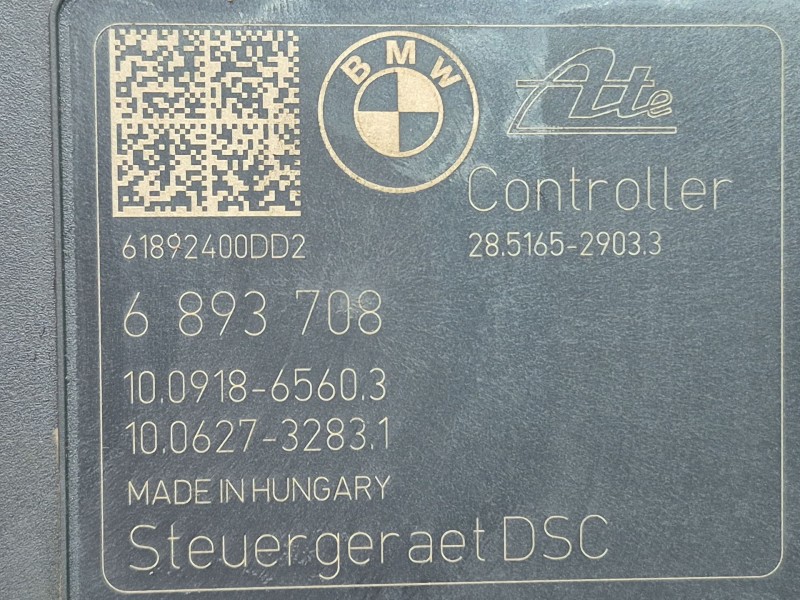 BMW
Ate
Controller
61892400DD2
28.5165-2903.3
6 893 708
10.0918-6560.3
10.0627-3283.1
MADE IN HUNGARY
Steuergeraet DSC